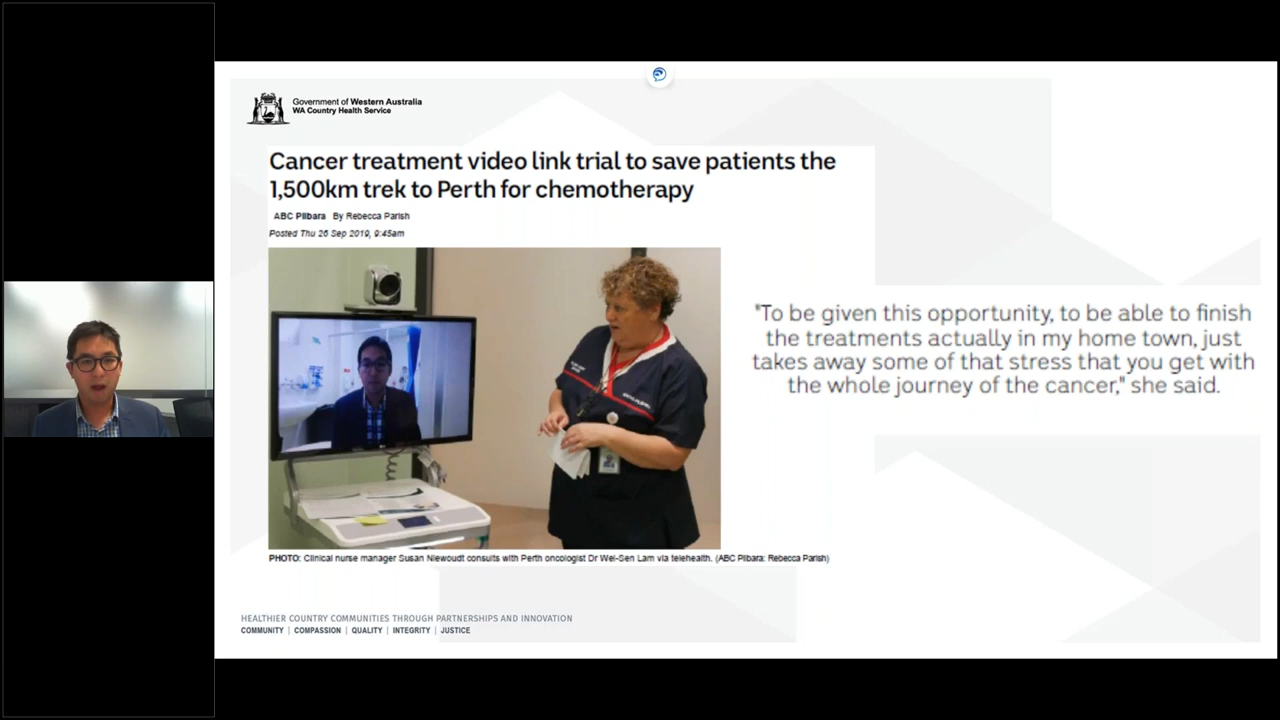 Government of Western Australia
WA Country Health Service
Cancer treatment video link trial to save patients the
1,500km trek to Perth for chemotherapy
ABC Pilbara By Rebecca Parish
Posted Thu 26 Sep 2019, 9:45am
"To be given this opportunity, to be able to finish
the treatments actually in my home town, just
takes away some of that stress that you get with
the whole journey of the cancer," she said.
PHOTO: Clinical nurse manager Susan Niewoudt consults with Perth oncologist Dr Wei-Sen Lam via telehealth. (ABC Pilbara: Rebecca Parish)
HEALTHIER COUNTRY COMMUNITIES THROUGH PARTNERSHIPS AND INNOVATION
COMMUNITY | COMPASSION | QUALITY | INTEGRITY | JUSTICE